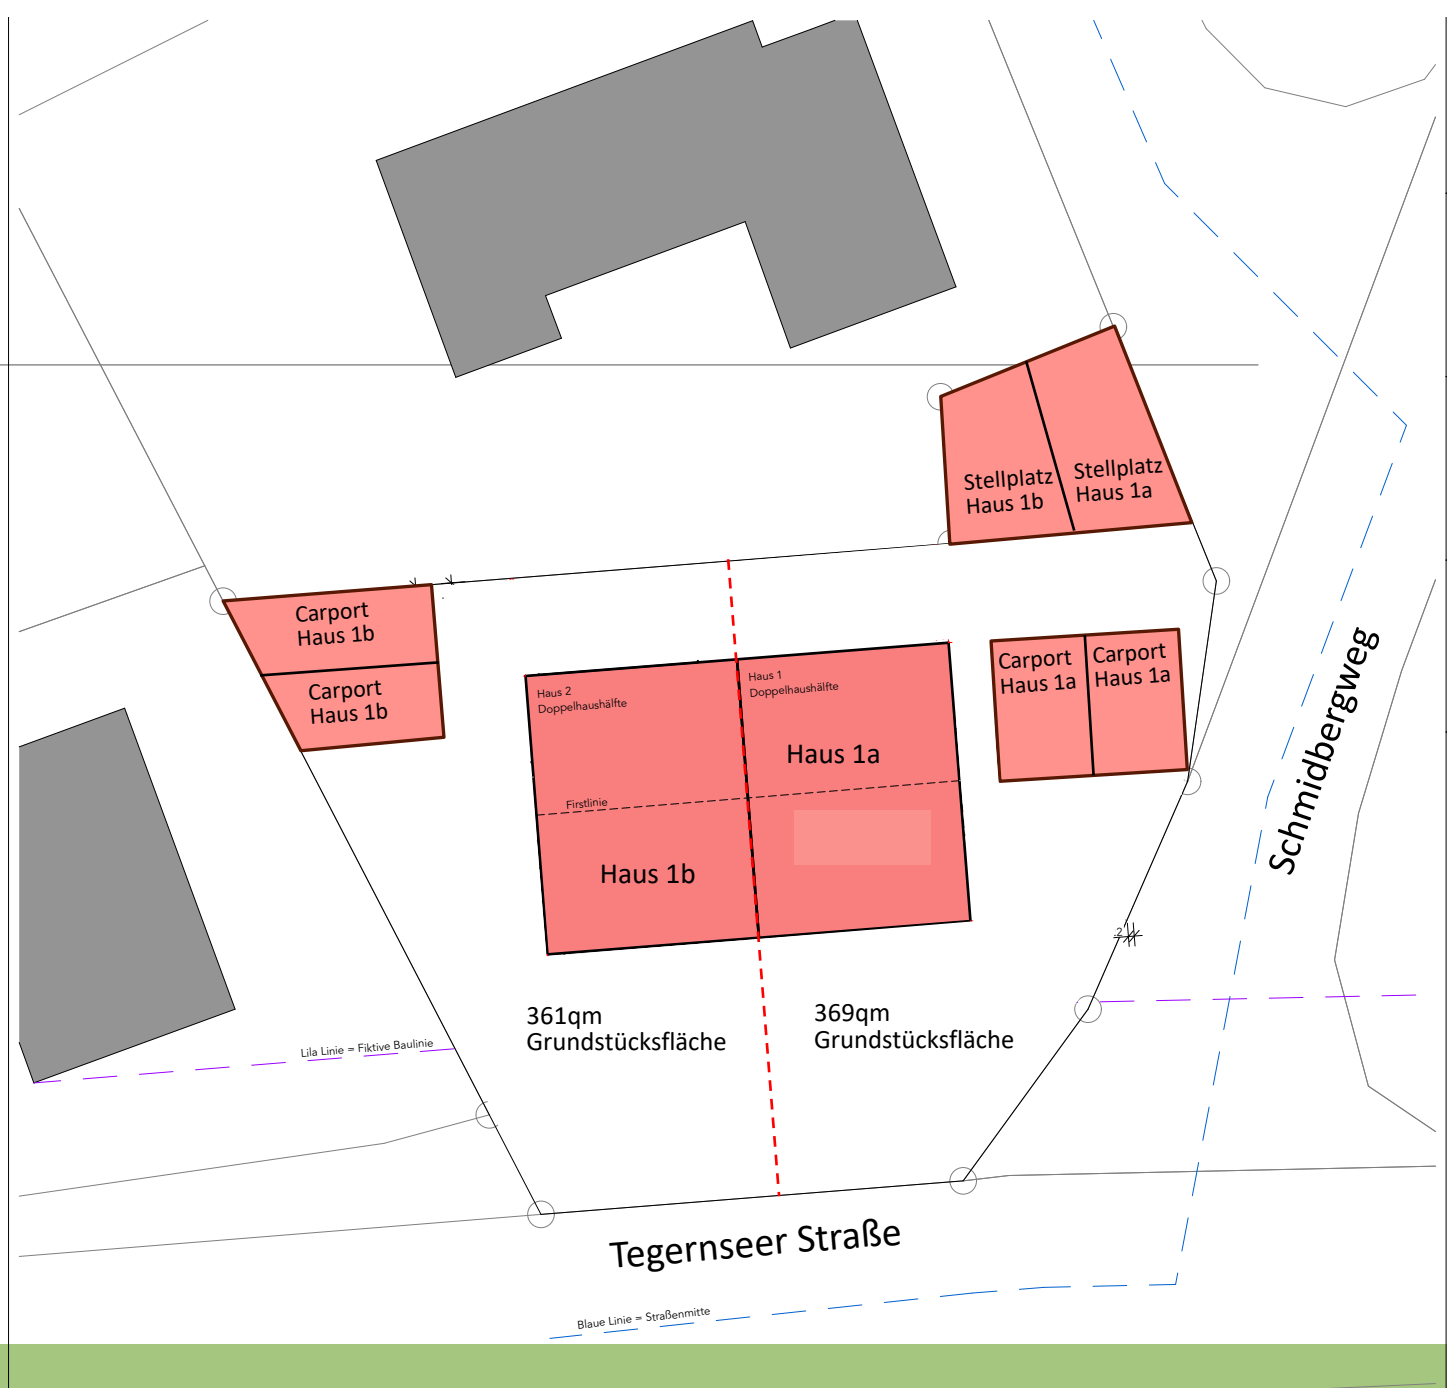 Stellplatz
Haus 1b
Stellplatz
Haus 1a
Carport
Haus 1b
Carport
Haus 1b
Haus 2
Doppelhaushälfte
Haus 1
Doppelhaushälfte
Carport
Haus 1a
Carport
Haus 1a
Haus 1a
Firstlinie
Haus 1b
Schmidbergweg
2
361qm
Grundstücksfläche
369qm
Grundstücksfläche
Lila Linie = Fiktive Baulinie
Tegernseer Straße
Blaue Linie = Straßenmitte